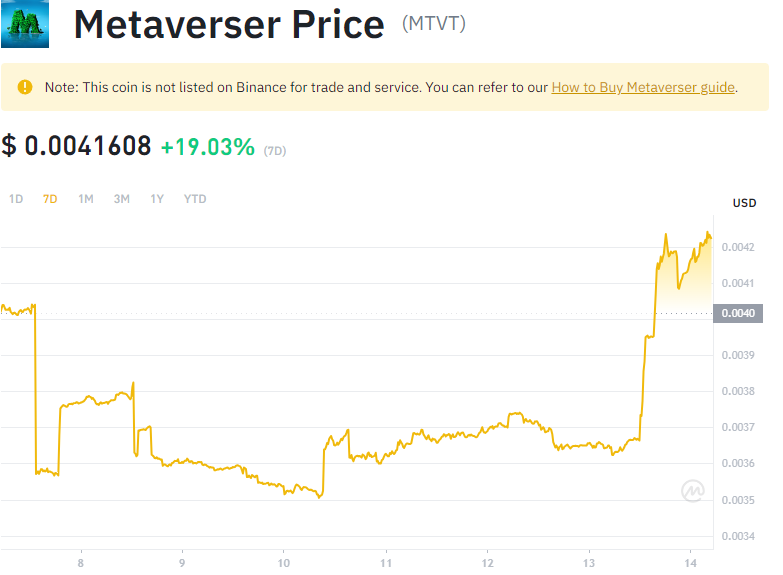 Metaverser Price (MTVT)
Note: This coin is not listed on Binance for trade and service. You can refer to our How to Buy Metaverser guide.
$ 0.0041608 +19.03% (7D)
1D 7D 1M 3M 1Y YTD
USD
0.0042
0.0041
0.0040
0.0039
0.0038
0.0037
0.0036
0.0035
0.0034
8 9 10 11 12 13 14